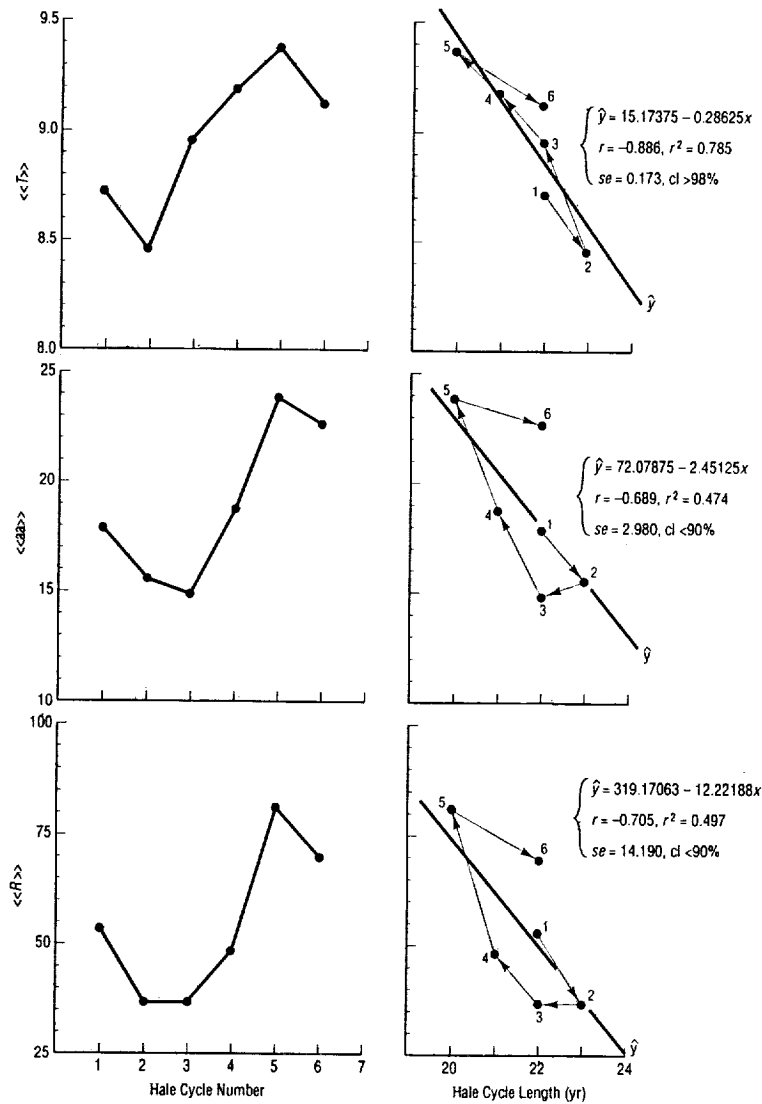 9.5
9.0
8.5
8.0
<<T>>
5
4
6
3
1
2
ŷ
ŷ = 15.17375 – 0.28625x
r = –0.886, r² = 0.785
se = 0.173, cl >98%
25
20
15
10
<<aa>>
5
6
4
1
2
3
ŷ
ŷ = 72.07875 – 2.45125x
r = –0.689, r² = 0.474
se = 2.980, cl <90%
100
75
50
25
<<R>>
1 2 3 4 5 6 7
Hale Cycle Number
5
6
1
4
3
2
ŷ
ŷ = 319.17063 – 12.22188x
r = –0.705, r² = 0.497
se = 14.190, cl <90%
20 22 24
Hale Cycle Length (yr)